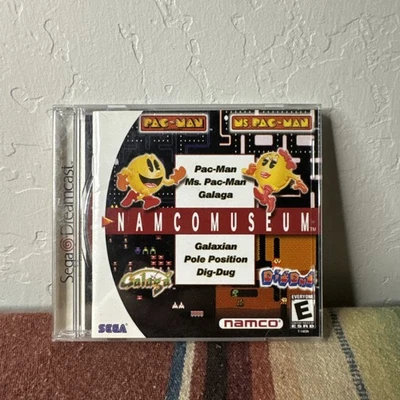 PAC-MAN
MS. PAC-MAN
Pac-Man
Ms. Pac-Man
Galaga
NAMCOMUSEUM™
Galaxian
Pole Position
Dig-Dug
Galaga
DigDug
Sega Dreamcast.
SEGA
namco
EVERYONE
E
ESRB